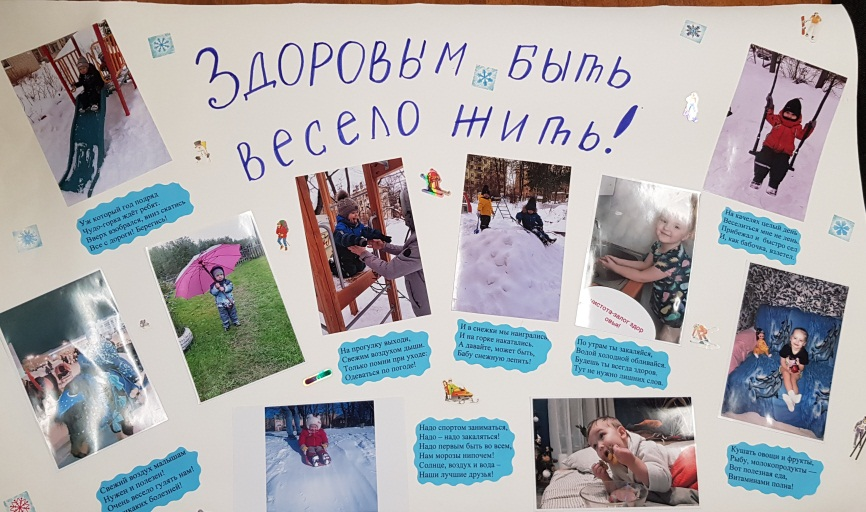 Здоровым быть
весело жить!
Уж который год подряд
Чудо-горка ждёт ребят.
Вверх взобрался, вниз скатись
Все с дороги! Берегись!
На качелях целый день
Веселиться мне не лень.
Прибежал и быстро сел
И, как бабочка, взлетел.
На прогулку выходи,
Свежим воздухом дыши.
Только помни при уходе:
Одеваться по погоде!
И в снежки мы наигрались,
И на горке накатались.
А давайте, может быть,
Бабу снежную лепить!
чистота-залог здор
овья!
По утрам ты закаляйся,
Водой холодной обливайся.
Будешь ты всегда здоров.
Тут не нужно лишних слов.
Свежий воздух малышам
Нужен и полезен!
Очень весело гулять нам!
никаких болезней!
Надо спортом заниматься,
Надо – надо закаляться!
Надо первым быть во всем,
Нам морозы нипочем!
Солнце, воздух и вода –
Наши лучшие друзья!
Кушать овощи и фрукты,
Рыбу, молокопродукты —
Вот полезная еда,
Витаминами полна!